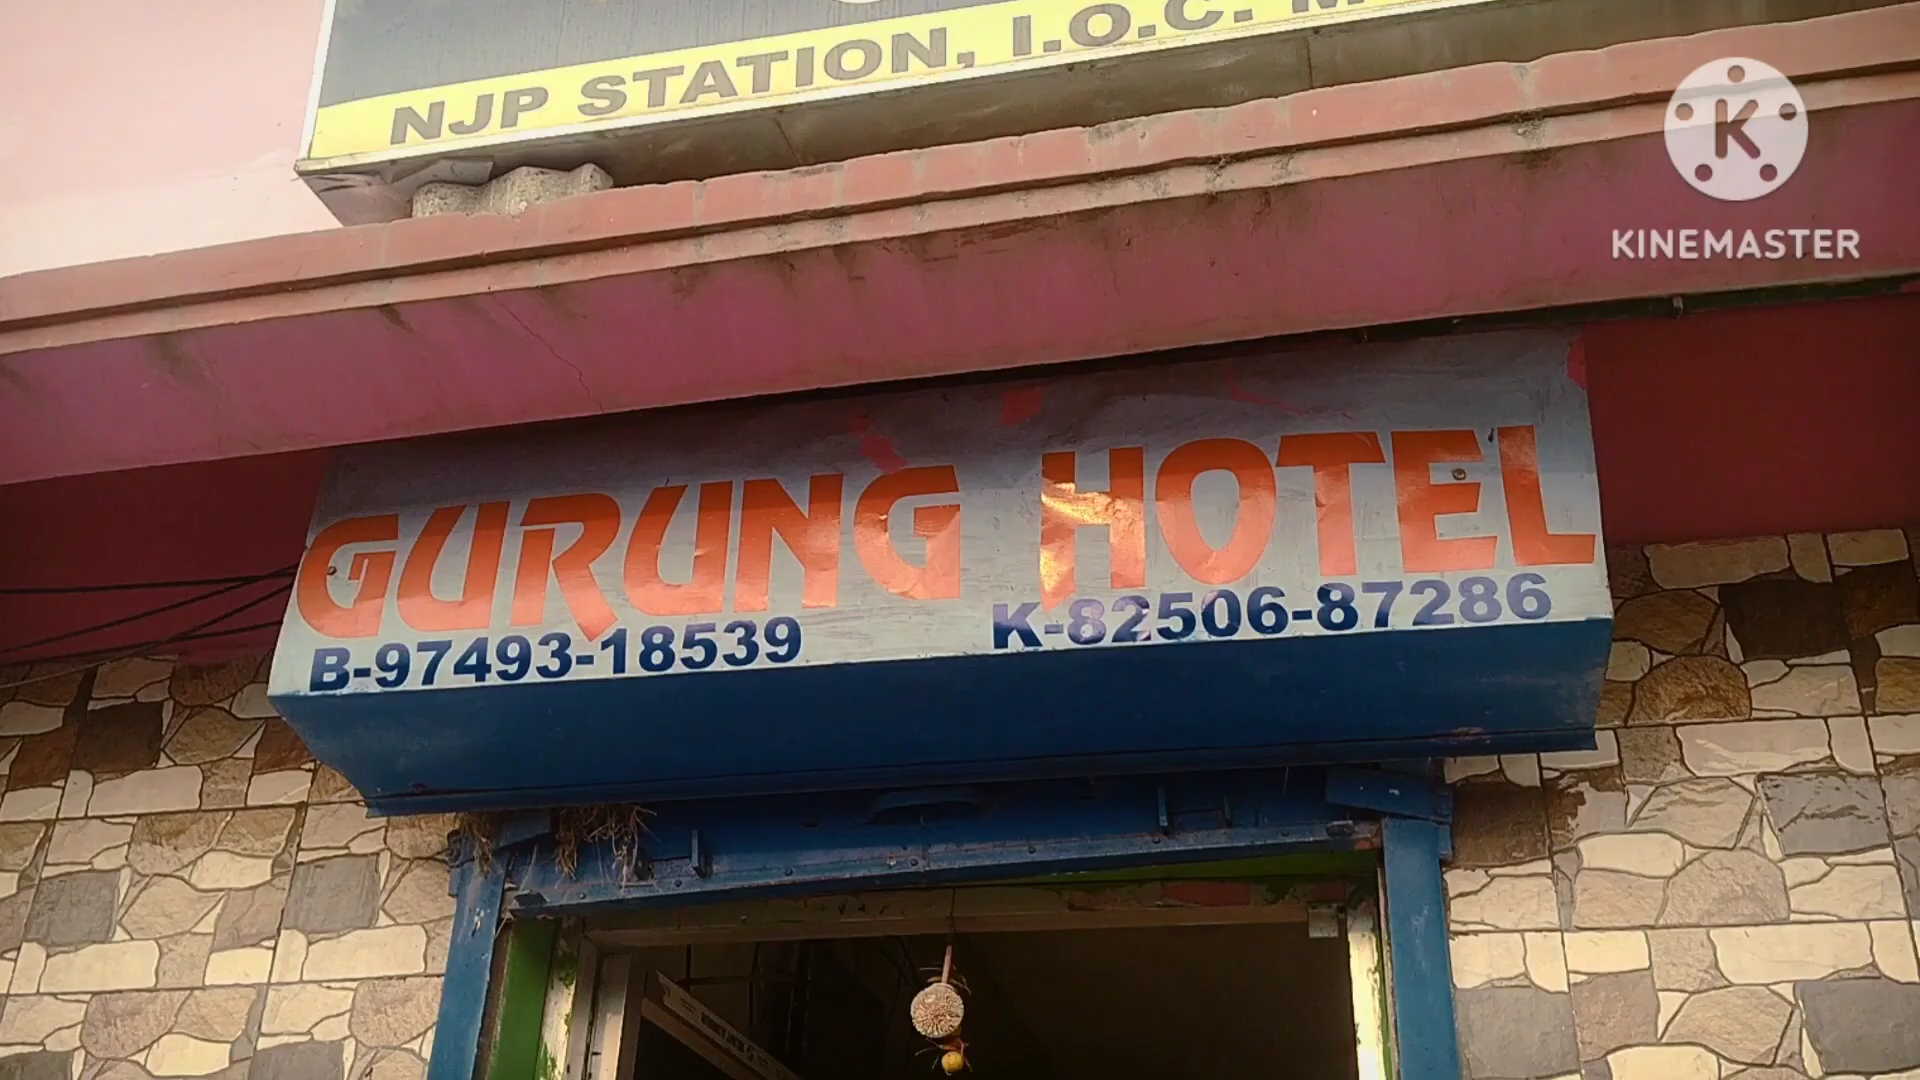 NJP STATION, I.O.C.
K
KINEMASTER
GURUNG HOTEL
B-97493-18539 K-82506-87286